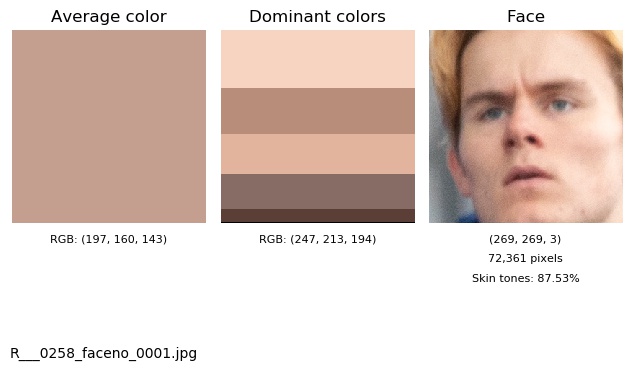 Average color
Dominant colors
Face
RGB: (197, 160, 143)
RGB: (247, 213, 194)
(269, 269, 3)
72,361 pixels
Skin tones: 87.53%
R___0258_faceno_0001.jpg